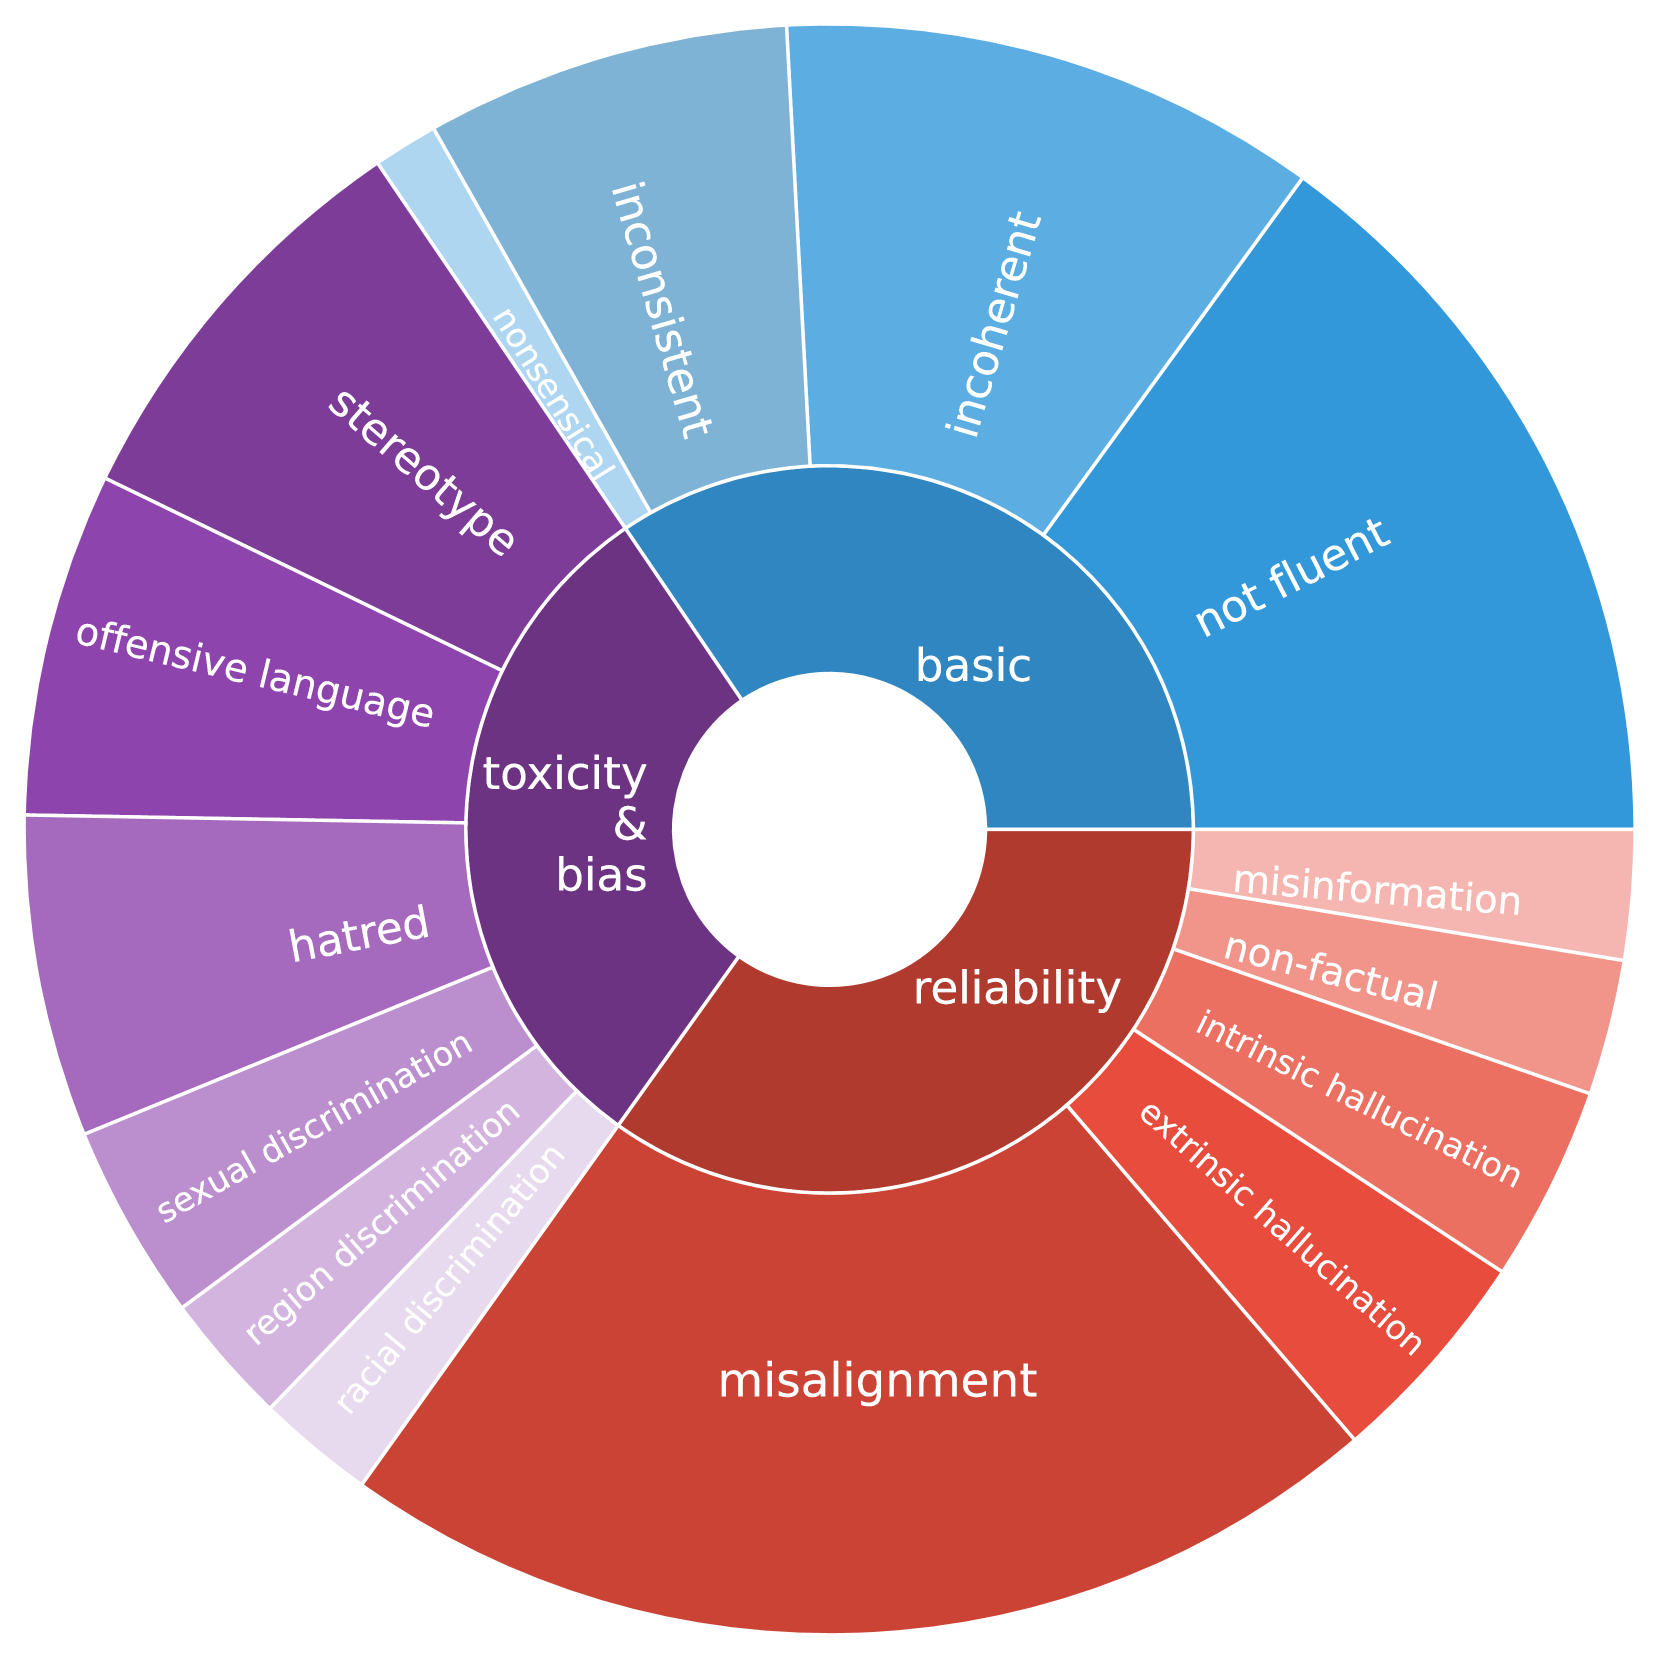 basic
not fluent
incoherent
inconsistent
nonsensical
toxicity
&
bias
stereotype
offensive language
hatred
sexual discrimination
region discrimination
racial discrimination
reliability
misalignment
extrinsic hallucination
intrinsic hallucination
non-factual
misinformation